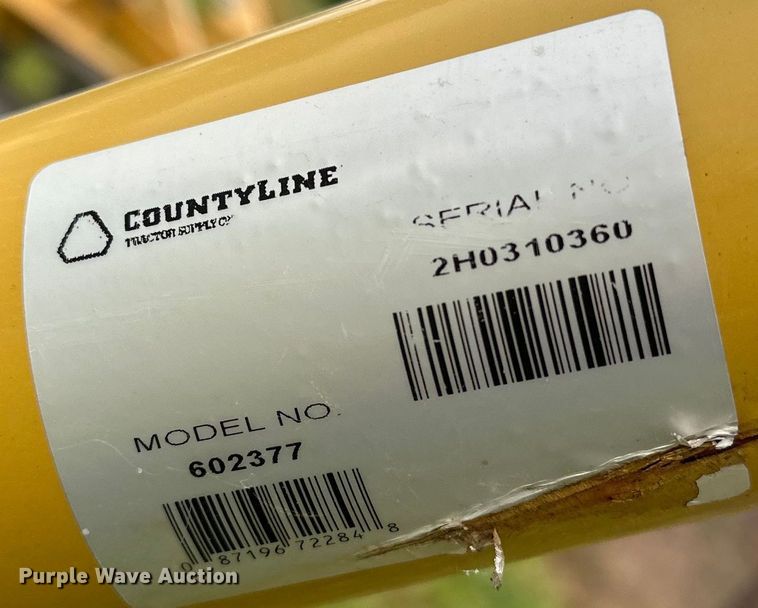 COUNTYLINE
TRACTOR SUPPLY CO
SERIAL NO
2H0310360
MODEL NO.
602377
0 87196 72284 8
Purple Wave Auction